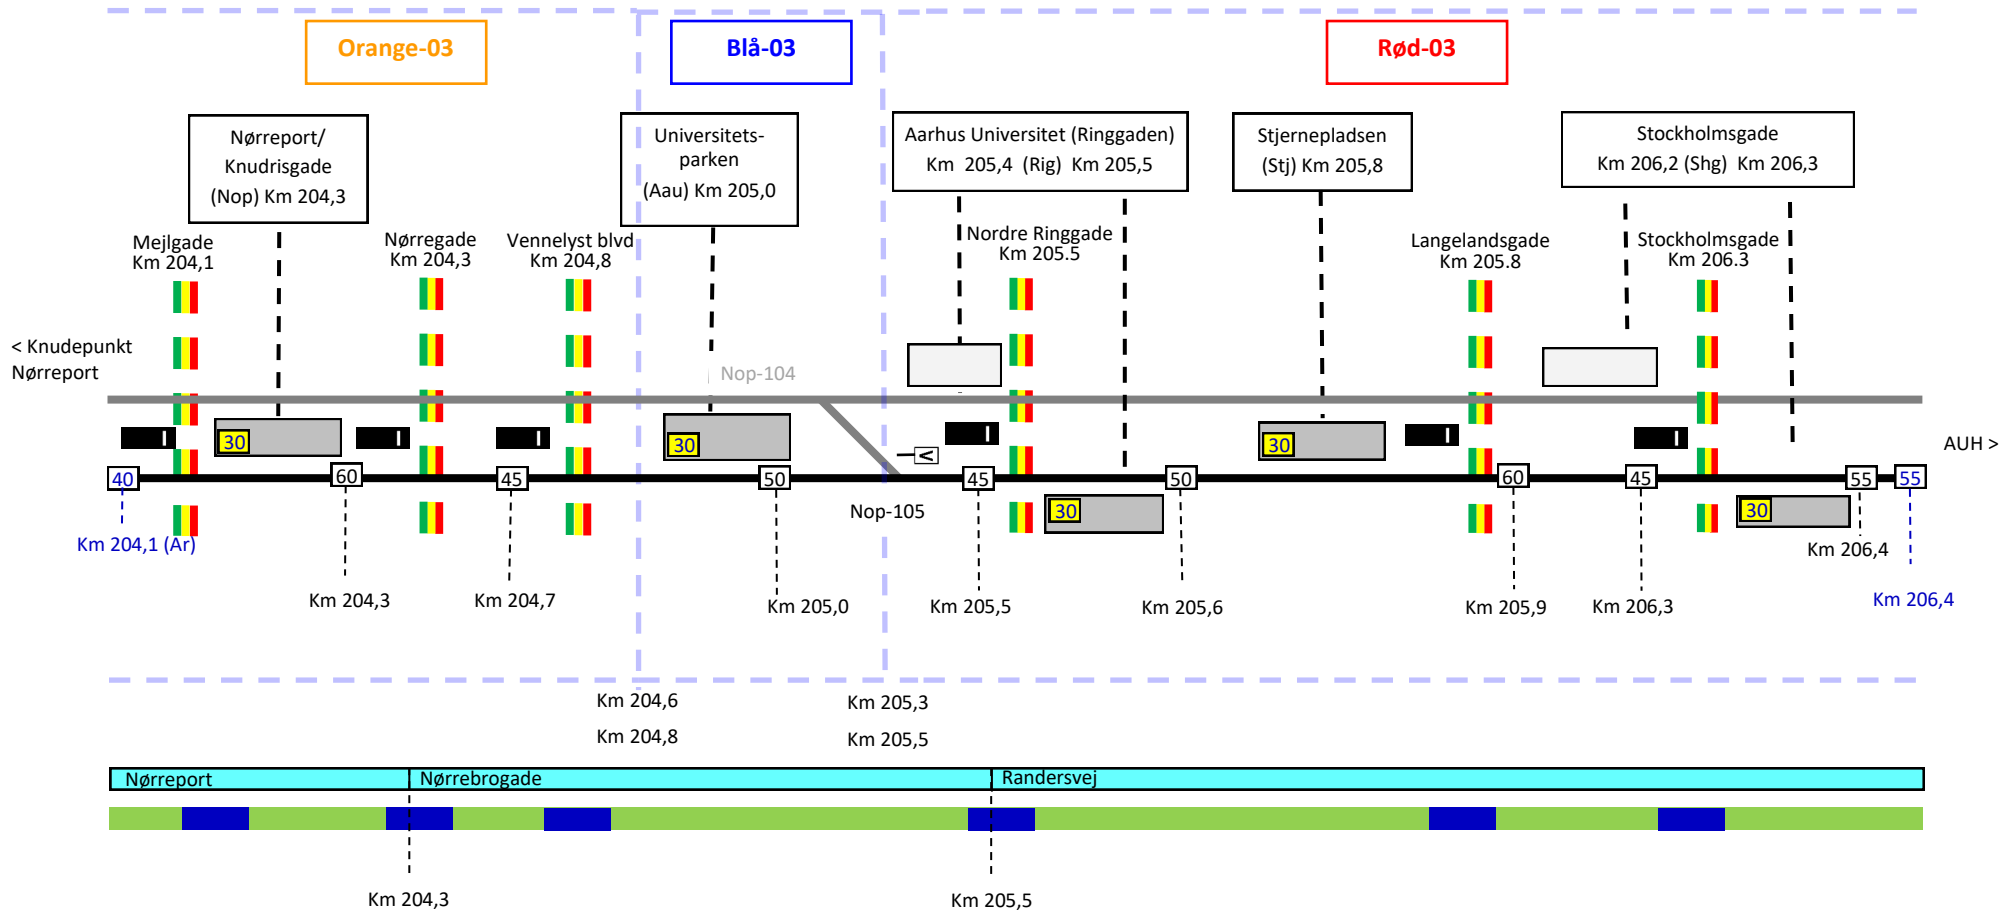 Orange-03
Blå-03
Rød-03
Nørreport/
Knudrisgade
(Nop) Km 204,3
Universitets-
parken
(Aau) Km 205,0
Aarhus Universitet (Ringgaden)
Km 205,4 (Rig) Km 205,5
Stjernepladsen
(Stj) Km 205,8
Stockholmsgade
Km 206,2 (Shg) Km 206,3
Mejlgade
Km 204,1
Nørregade
Km 204,3
Vennelyst blvd
Km 204,8
Nordre Ringgade
Km 205.5
Langelandsgade
Km 205.8
Stockholmsgade
Km 206.3
< Knudepunkt
Nørreport
Nop-104
AUH >
30
30
30
<
40
60
45
50
45
50
60
45
55
55
30
30
Nop-105
Km 204,1 (Ar)
Km 204,3
Km 204,7
Km 205,0
Km 205,5
Km 205,6
Km 205,9
Km 206,3
Km 206,4
Km 206,4
Km 204,6
Km 205,3
Km 204,8
Km 205,5
Nørreport
Nørrebrogade
Randersvej
Km 204,3
Km 205,5